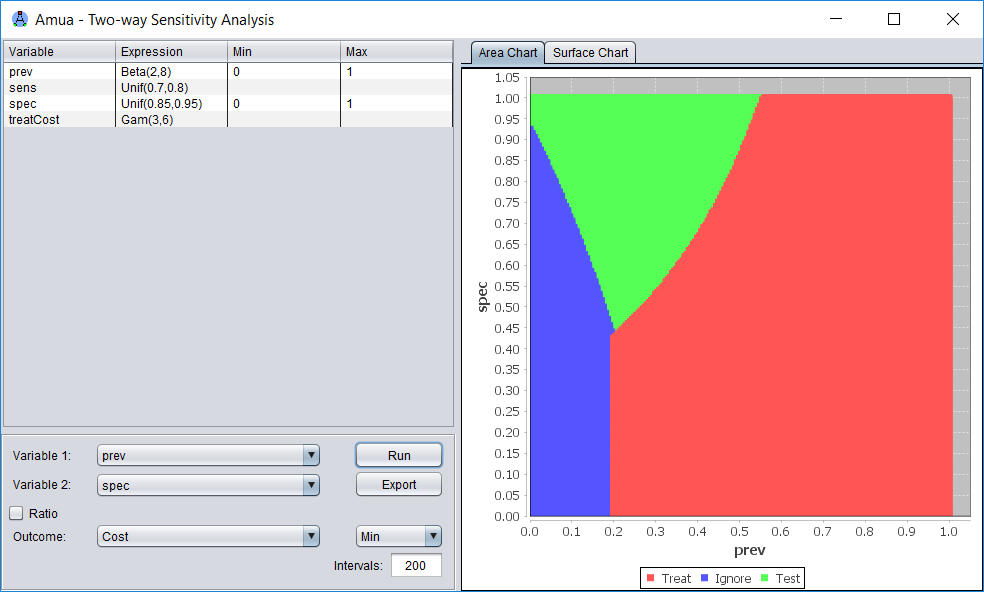 Amua - Two-way Sensitivity Analysis
Variable Expression Min Max
prev Beta(2,8) 0 1
sens Unif(0.7,0.8)
spec Unif(0.85,0.95) 0 1
treatCost Gam(3,6)
Variable 1: prev Run
Variable 2: spec Export
Ratio
Outcome: Cost Min
Intervals: 200
Area Chart Surface Chart
1.05
1.00
0.95
0.90
0.85
0.80
0.75
0.70
0.65
0.60
0.55
0.50
0.45
0.40
0.35
0.30
0.25
0.20
0.15
0.10
0.05
0.00
spec
0.0 0.1 0.2 0.3 0.4 0.5 0.6 0.7 0.8 0.9 1.0
prev
Treat Ignore Test